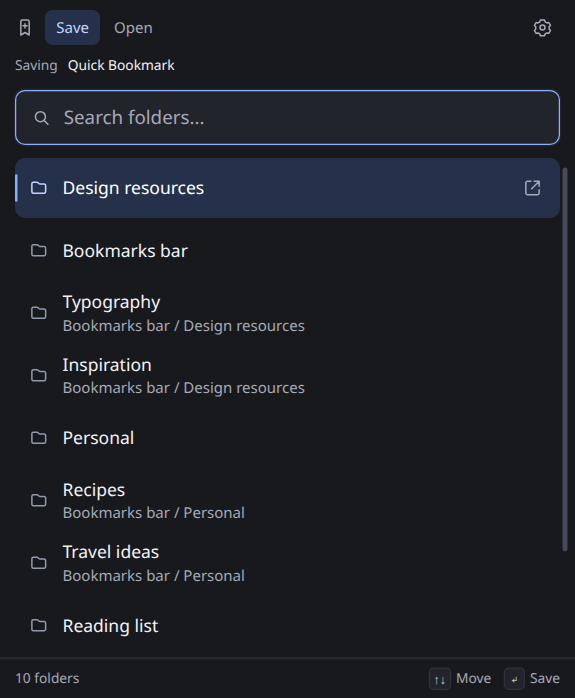 Save Open
Saving Quick Bookmark
Search folders...
Design resources
Bookmarks bar
Typography
Bookmarks bar / Design resources
Inspiration
Bookmarks bar / Design resources
Personal
Recipes
Bookmarks bar / Personal
Travel ideas
Bookmarks bar / Personal
Reading list
10 folders ↑↓ Move ↲ Save